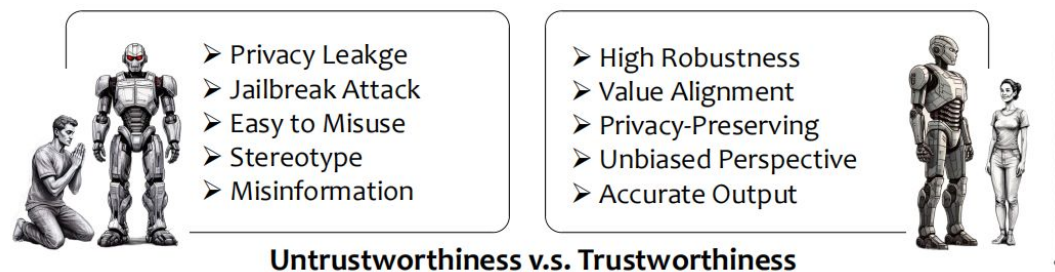 ➢ Privacy Leakge
➢ Jailbreak Attack
➢ Easy to Misuse
➢ Stereotype
➢ Misinformation
➢ High Robustness
➢ Value Alignment
➢ Privacy-Preserving
➢ Unbiased Perspective
➢ Accurate Output
Untrustworthiness v.s. Trustworthiness